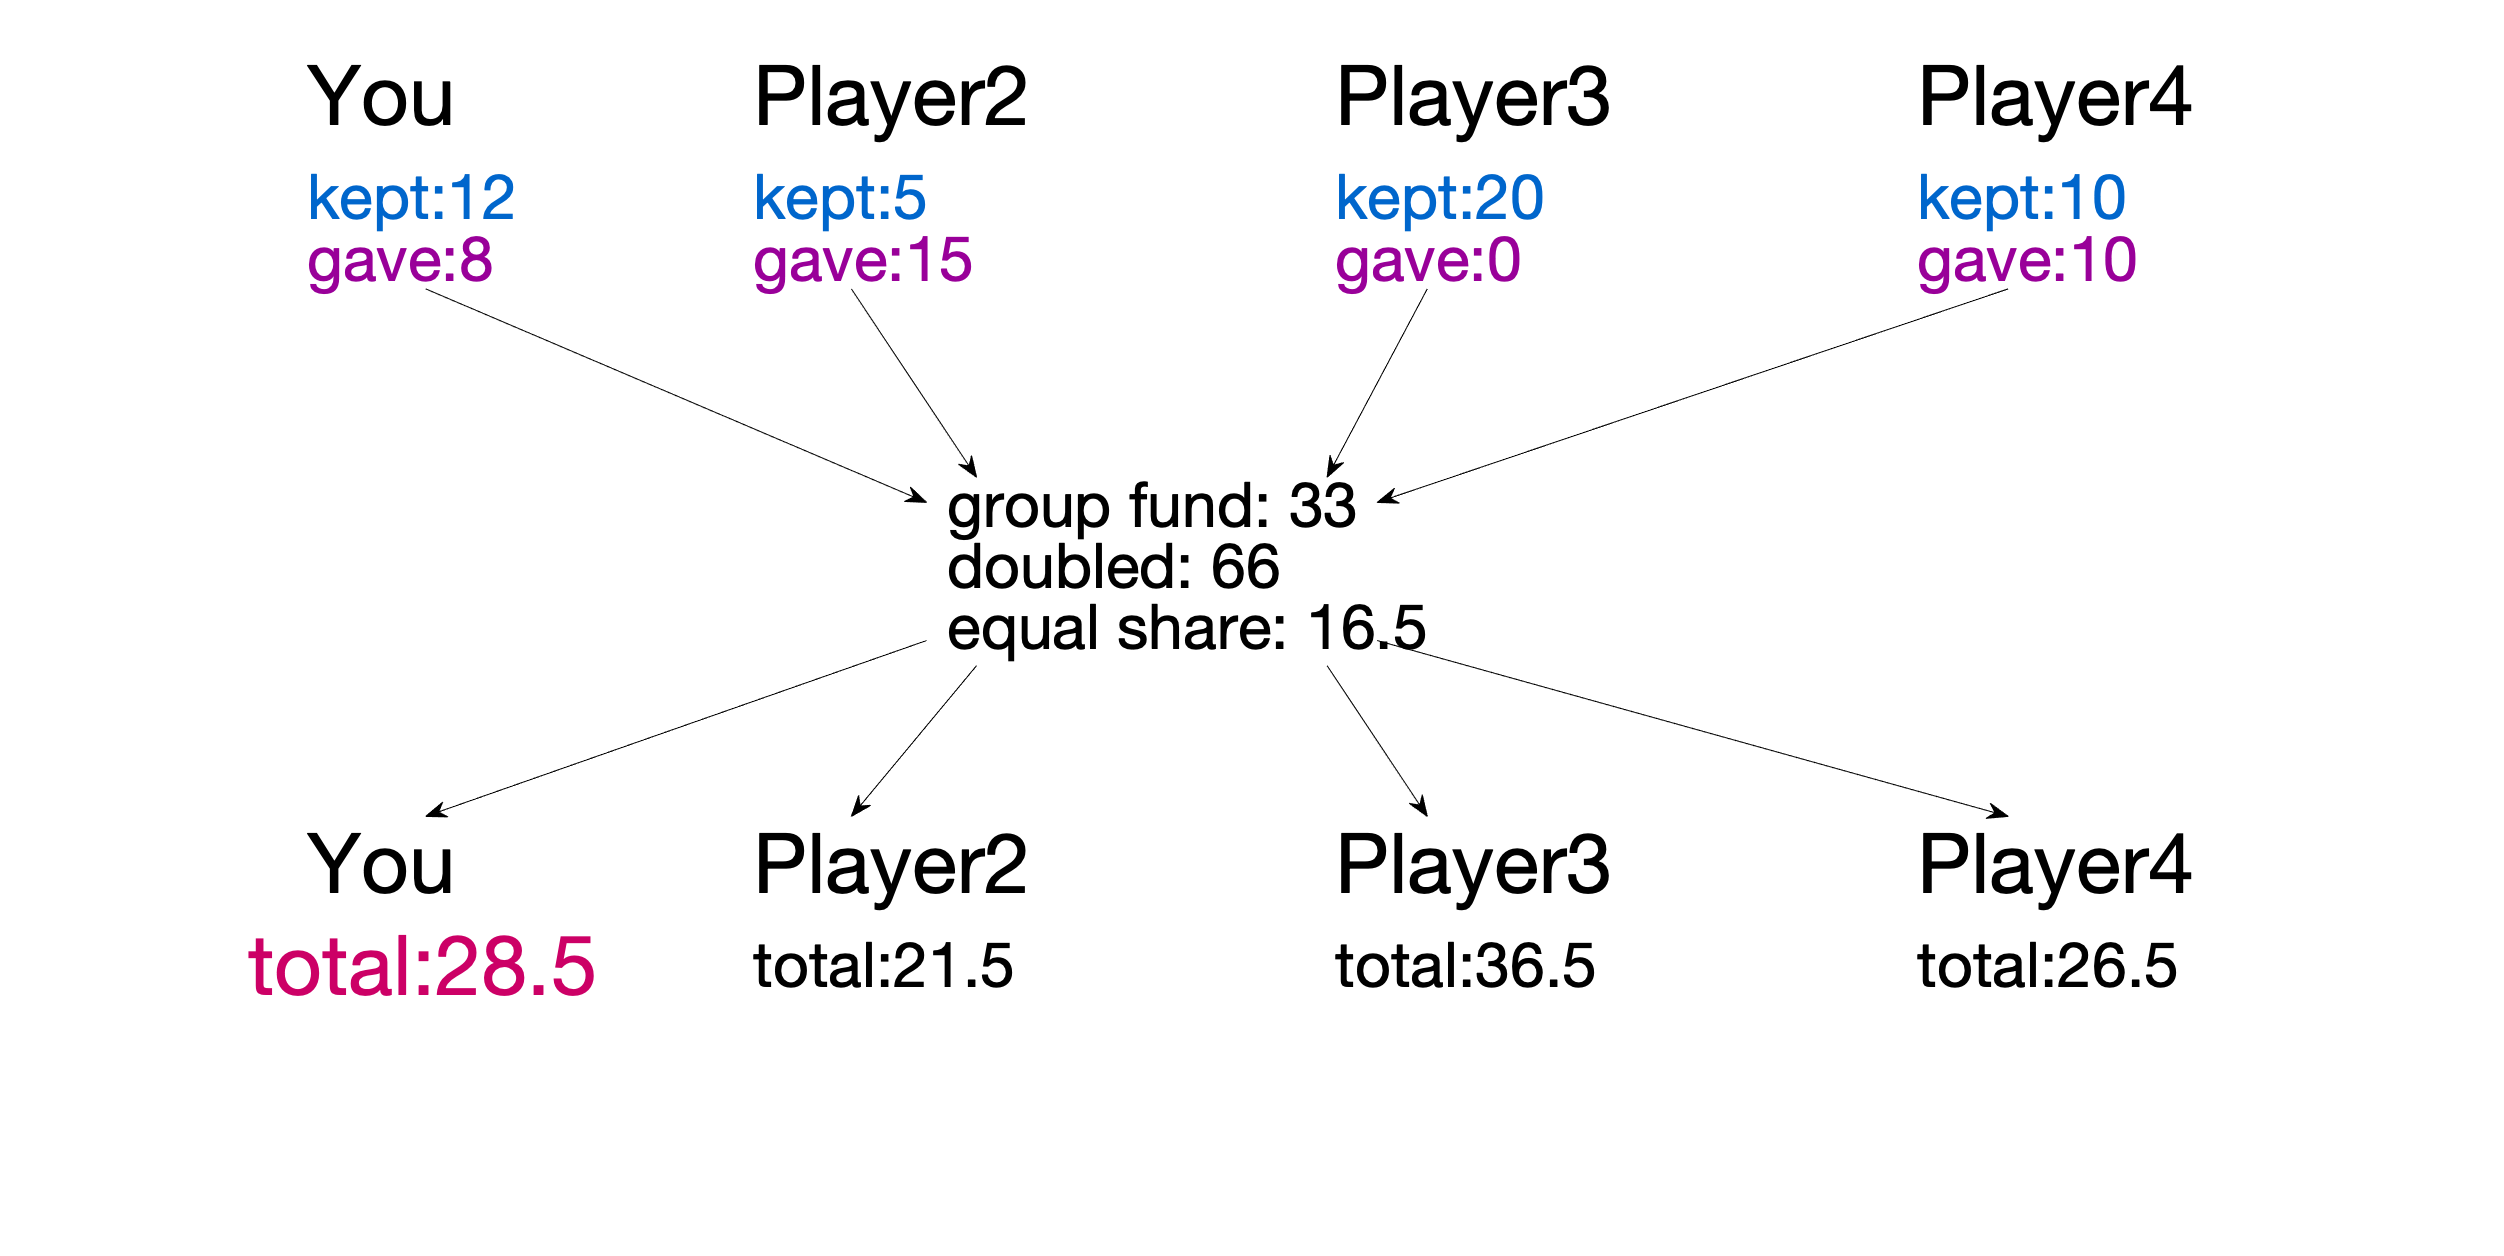 You Player2 Player3 Player4
kept:12 kept:5 kept:20 kept:10
gave:8 gave:15 gave:0 gave:10
group fund: 33
doubled: 66
equal share: 16.5
You Player2 Player3 Player4
total:28.5 total:21.5 total:36.5 total:26.5